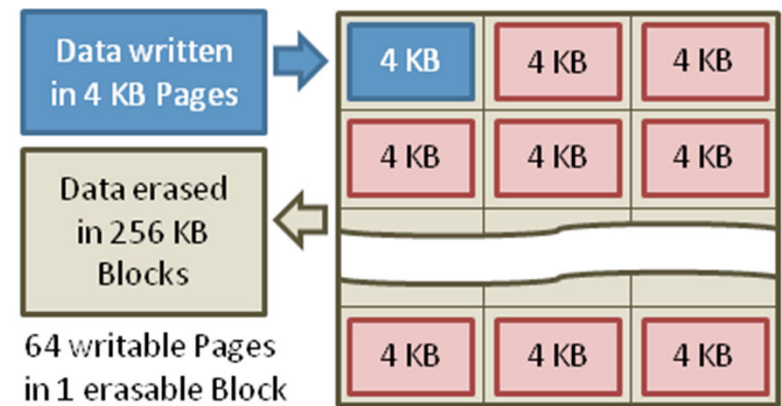 Data written
in 4 KB Pages
4 KB 4 KB 4 KB
Data erased
in 256 KB
Blocks
4 KB 4 KB 4 KB
64 writable Pages
in 1 erasable Block
4 KB 4 KB 4 KB